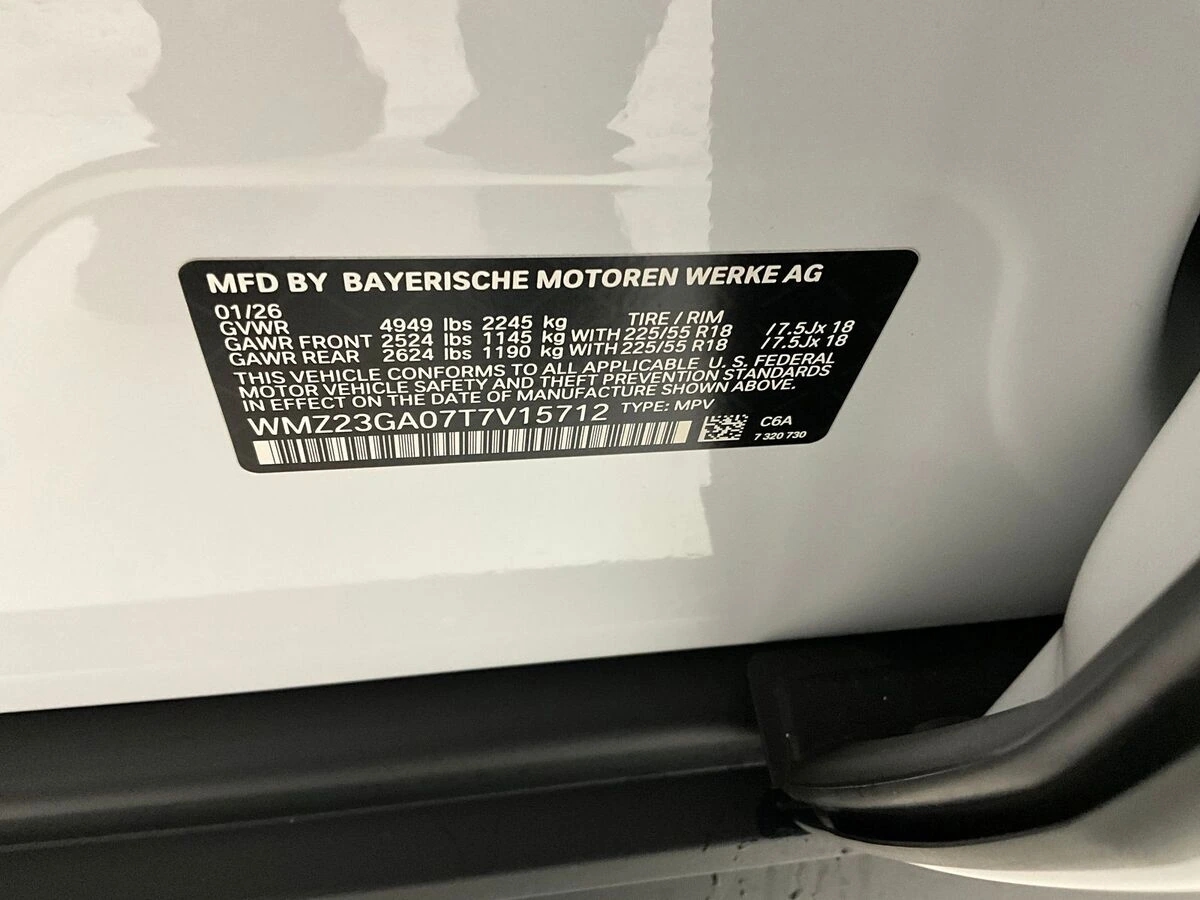 MFD BY BAYERISCHE MOTOREN WERKE AG
01/26 TIRE / RIM
GVWR 4949 lbs 2245 kg
GAWR FRONT 2524 lbs 1145 kg WITH 225/55 R18 / 7.5Jx 18
GAWR REAR 2624 lbs 1190 kg WITH 225/55 R18 / 7.5Jx 18
THIS VEHICLE CONFORMS TO ALL APPLICABLE U. S. FEDERAL
MOTOR VEHICLE SAFETY AND THEFT PREVENTION STANDARDS
IN EFFECT ON THE DATE OF MANUFACTURE SHOWN ABOVE.
WMZ23GA07T7V15712 TYPE: MPV
C6A
7 320 730